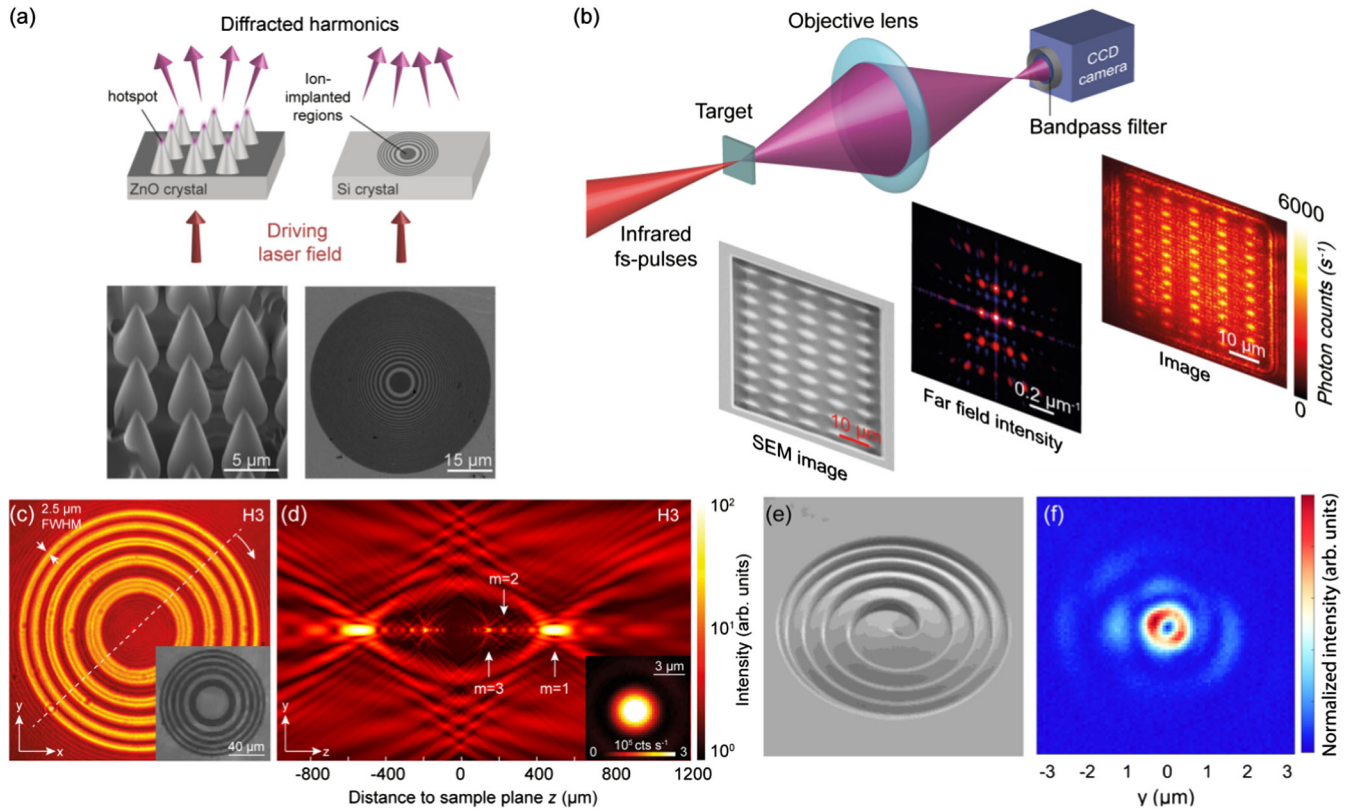 (a)
Diffracted harmonics
hotspot
Ion-
implanted
regions
ZnO crystal
Si crystal
Driving
laser field
5 μm
15 μm
(b)
Objective lens
CCD
camera
Target
Bandpass filter
Infrared
fs-pulses
10 μm
SEM image
0.2 μm⁻¹
Far field intensity
10 μm
Image
6000
0
Photon counts (s⁻¹)
(c)
2.5 μm
FWHM
H3
y
x
40 μm
(d)
H3
m=2
m=3
m=1
3 μm
0 10⁵ cts s⁻¹ 3
y
z
-800 -400 0 400 800 1200
Distance to sample plane z (μm)
10²
10¹
10⁰
Intensity (arb. units)
(e)
(f)
-3 -2 1 0 1 2 3
y (μm)
Normalized intensity (arb. units)